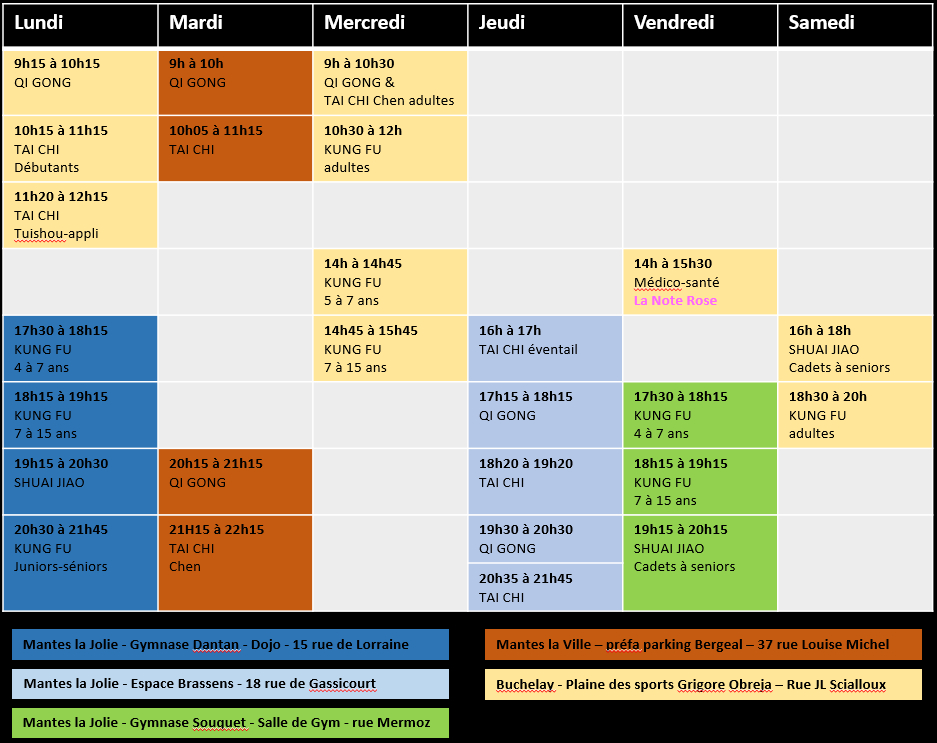 Lundi
Mardi
Mercredi
Jeudi
Vendredi
Samedi
9h15 à 10h15
QI GONG
9h à 10h
QI GONG
9h à 10h30
QI GONG &
TAI CHI Chen adultes
10h15 à 11h15
TAI CHI
Débutants
10h05 à 11h15
TAI CHI
10h30 à 12h
KUNG FU
adultes
11h20 à 12h15
TAI CHI
Tuishou-appli
14h à 14h45
KUNG FU
5 à 7 ans
14h à 15h30
Médico-santé
La Note Rose
17h30 à 18h15
KUNG FU
4 à 7 ans
14h45 à 15h45
KUNG FU
7 à 15 ans
16h à 17h
TAI CHI éventail
16h à 18h
SHUAI JIAO
Cadets à seniors
18h15 à 19h15
KUNG FU
7 à 15 ans
17h15 à 18h15
QI GONG
17h30 à 18h15
KUNG FU
4 à 7 ans
18h30 à 20h
KUNG FU
adultes
19h15 à 20h30
SHUAI JIAO
20h15 à 21h15
QI GONG
18h20 à 19h20
TAI CHI
18h15 à 19h15
KUNG FU
7 à 15 ans
20h30 à 21h45
KUNG FU
Juniors-séniors
21H15 à 22h15
TAI CHI
Chen
19h30 à 20h30
QI GONG
19h15 à 20h15
SHUAI JIAO
Cadets à seniors
20h35 à 21h45
TAI CHI
Mantes la Jolie - Gymnase Dantan - Dojo - 15 rue de Lorraine
Mantes la Ville – préfa parking Bergeal – 37 rue Louise Michel
Mantes la Jolie - Espace Brassens - 18 rue de Gassicourt
Buchelay - Plaine des sports Grigore Obreja – Rue JL Scialloux
Mantes la Jolie - Gymnase Souquet - Salle de Gym - rue Mermoz